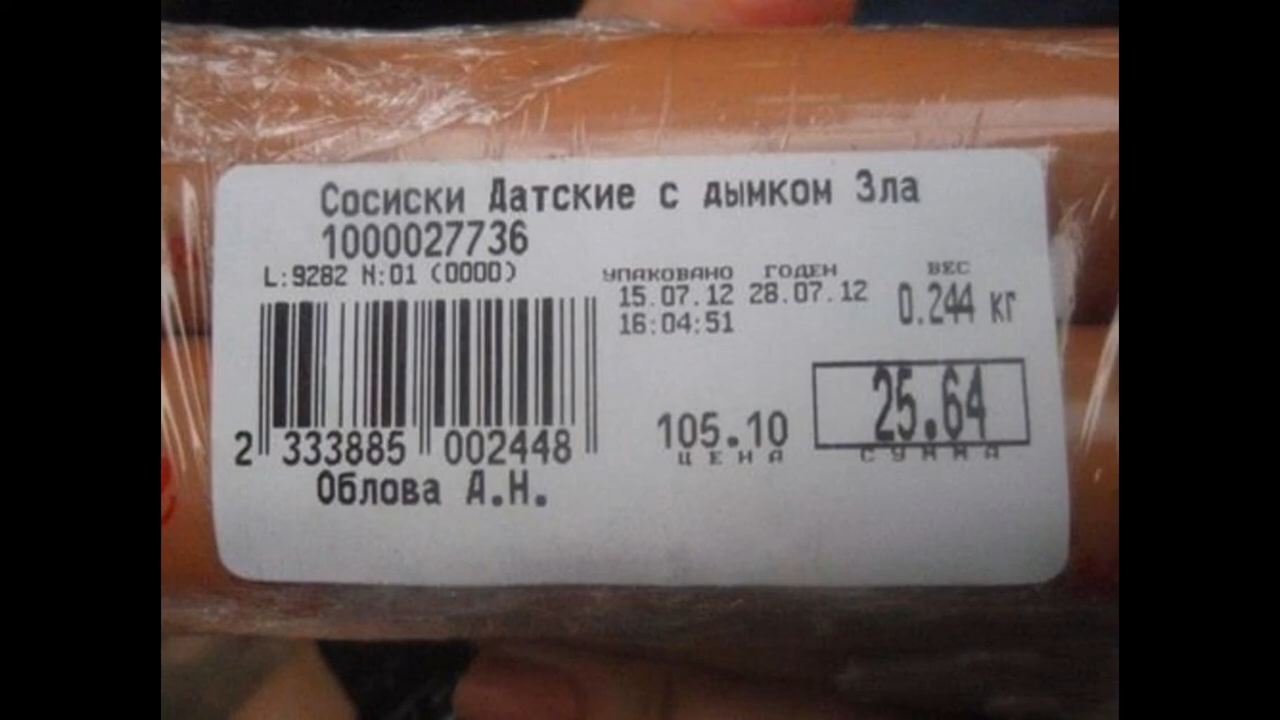 Сосиски Датские с дымком Зла
1000027736
L:9282 N:01 (0000)
УПАКОВАНО ГОДЕН ВЕС
15.07.12 28.07.12 0.244 кг
16:04:51
105.10 25.64
ЦЕНА СУММА
2 333885 002448
Облова А.Н.